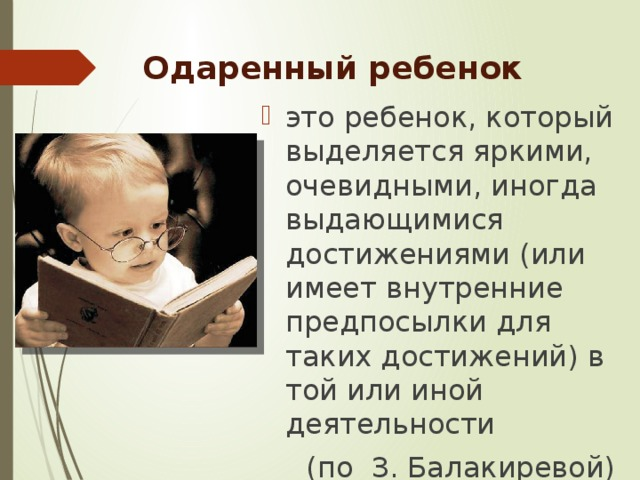 Одаренный ребенок
это ребенок, который
выделяется яркими,
очевидными, иногда
выдающимися
достижениями (или
имеет внутренние
предпосылки для
таких достижений) в
той или иной
деятельности
(по З. Балакиревой)